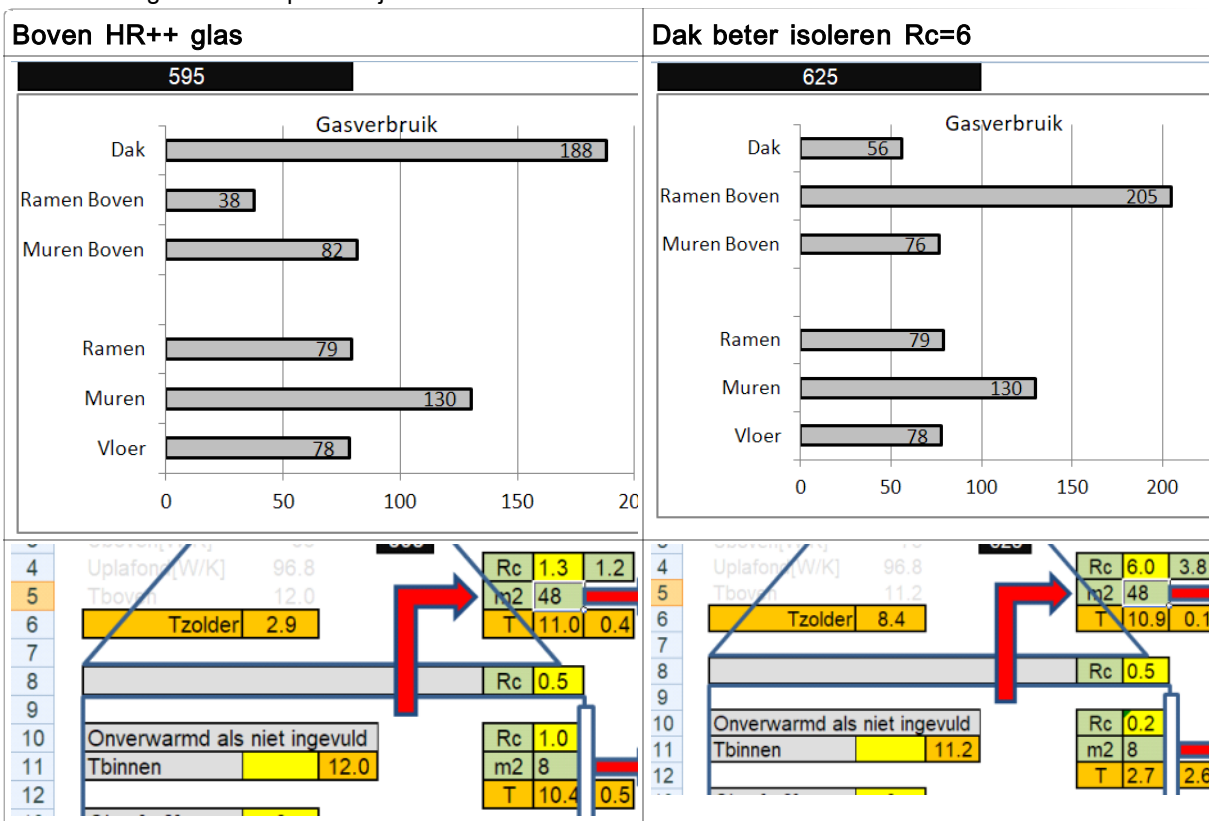 Boven HR++ glas
595
Gasverbruik
Dak 188
Ramen Boven 38
Muren Boven 82
Ramen 79
Muren 130
Vloer 78
0 50 100 150 20
Dak beter isoleren Rc=6
625
Gasverbruik
Dak 56
Ramen Boven 205
Muren Boven 76
Ramen 79
Muren 130
Vloer 78
0 50 100 150 200
4 Uplafond[W/K] 96.8 Rc 1.3 1.2
5 Tboven 12.0 m2 48
6 Tzolder 2.9 T 11.0 0.4
7
8 Rc 0.5
9
10 Onverwarmd als niet ingevuld Rc 1.0
11 Tbinnen 12.0 m2 8
12 T 10.4 0.5
4 Uplafond[W/K] 96.8 Rc 6.0 3.8
5 Tboven 11.2 m2 48
6 Tzolder 8.4 T 10.9 0.1
7
8 Rc 0.5
9
10 Onverwarmd als niet ingevuld Rc 0.2
11 Tbinnen 11.2 m2 8
12 T 2.7 2.6